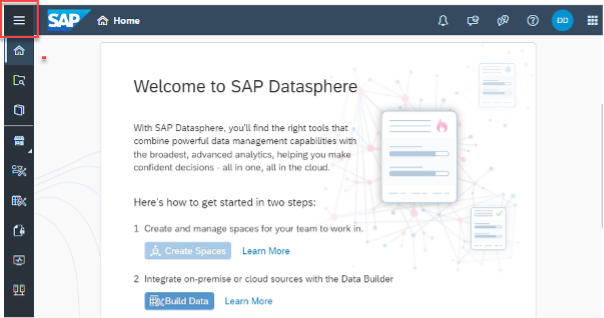 SAP Home DD
Welcome to SAP Datasphere
With SAP Datasphere, you'll find the right tools that
combine powerful data management capabilities with
the broadest, advanced analytics, helping you make
confident decisions - all in one, all in the cloud.
Here's how to get started in two steps:
1 Create and manage spaces for your team to work in.
Create Spaces Learn More
2 Integrate on-premise or cloud sources with the Data Builder
Build Data Learn More